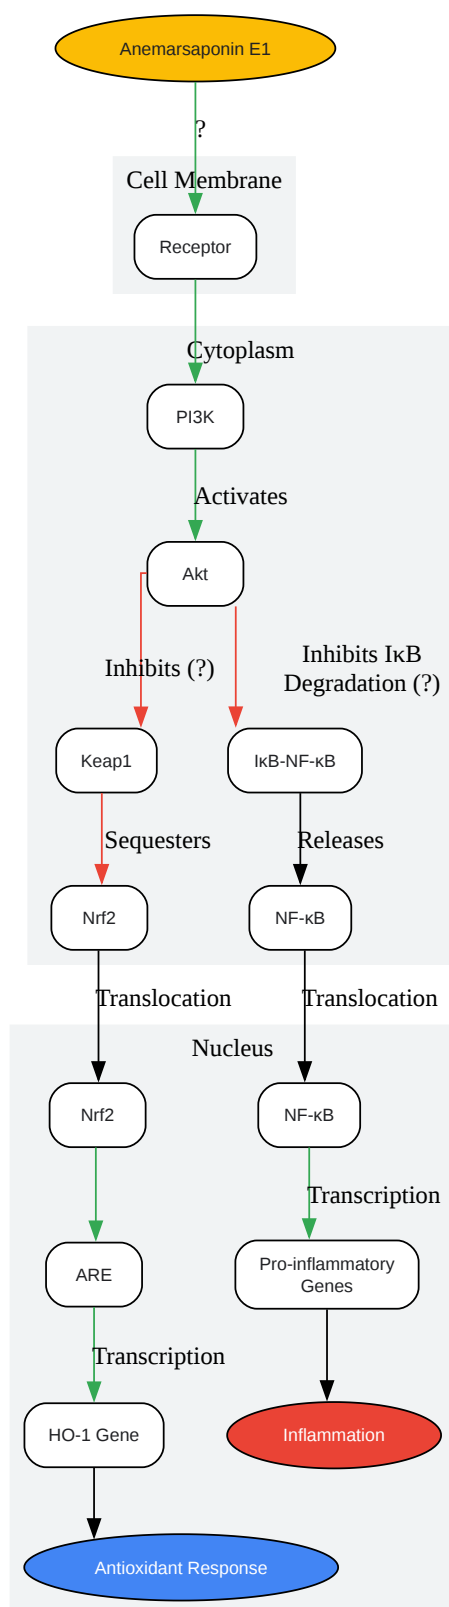 Anemarsaponin E1
?
Cell Membrane
Receptor
Cytoplasm
PI3K
Activates
Akt
Inhibits (?)
Inhibits IκB
Degradation (?)
Keap1
IκB-NF-κB
Sequesters
Releases
Nrf2
NF-κB
Translocation
Translocation
Nucleus
Nrf2
NF-κB
Transcription
Pro-inflammatory
Genes
ARE
Transcription
HO-1 Gene
Inflammation
Antioxidant Response